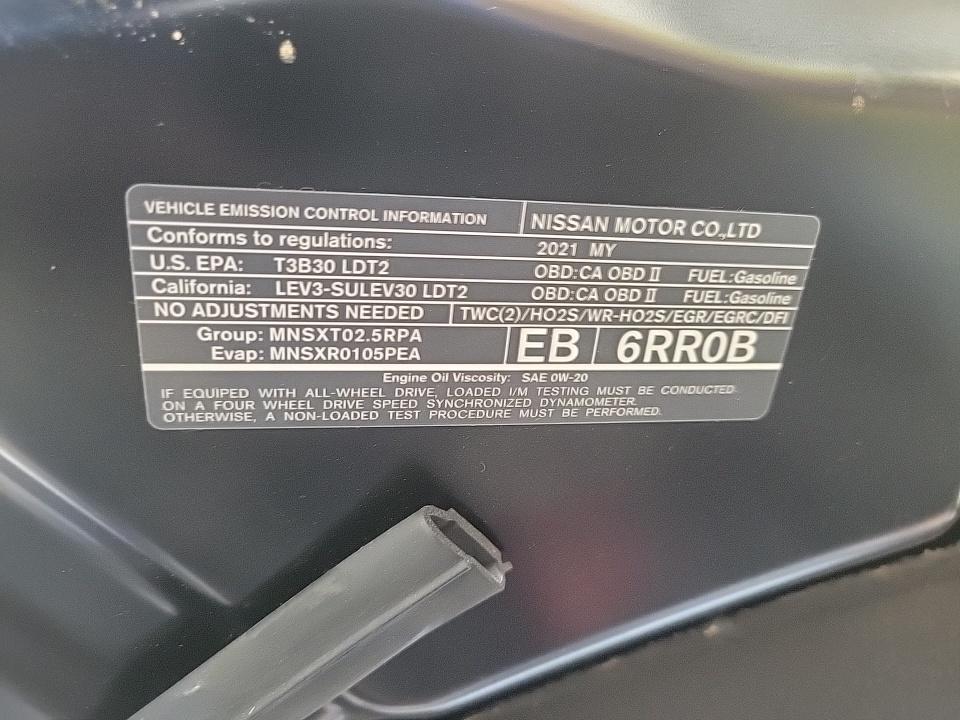 VEHICLE EMISSION CONTROL INFORMATION NISSAN MOTOR CO.,LTD
Conforms to regulations: 2021 MY
U.S. EPA: T3B30 LDT2 OBD:CA OBD II FUEL:Gasoline
California: LEV3-SULEV30 LDT2 OBD:CA OBD II FUEL:Gasoline
NO ADJUSTMENTS NEEDED TWC(2)/HO2S/WR-HO2S/EGR/EGRC/DFI
Group: MNSXT02.5RPA
Evap: MNSXR0105PEA
EB 6RR0B
Engine Oil Viscosity: SAE 0W-20
IF EQUIPED WITH ALL-WHEEL DRIVE, LOADED I/M TESTING MUST BE CONDUCTED
ON A FOUR WHEEL DRIVE SPEED SYNCHRONIZED DYNAMOMETER.
OTHERWISE, A NON-LOADED TEST PROCEDURE MUST BE PERFORMED.